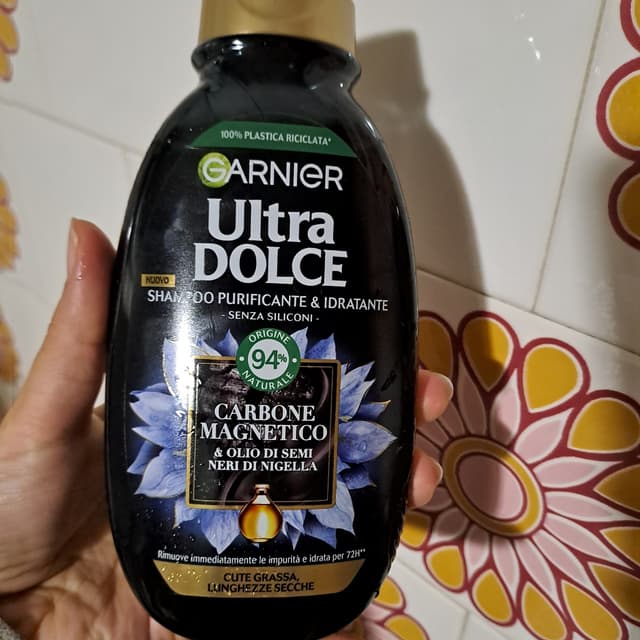 100% PLASTICA RICICLATA*
GARNIER
Ultra
DOLCE
NUOVO
SHAMPOO PURIFICANTE & IDRATANTE
- SENZA SILICONI -
ORIGINE
94%
NATURALE
CARBONE
MAGNETICO
& OLIO DI SEMI
NERI DI NIGELLA
Rimuove immediatamente le impurità e idrata per 72H**
CUTE GRASSA,
LUNGHEZZE SECCHE